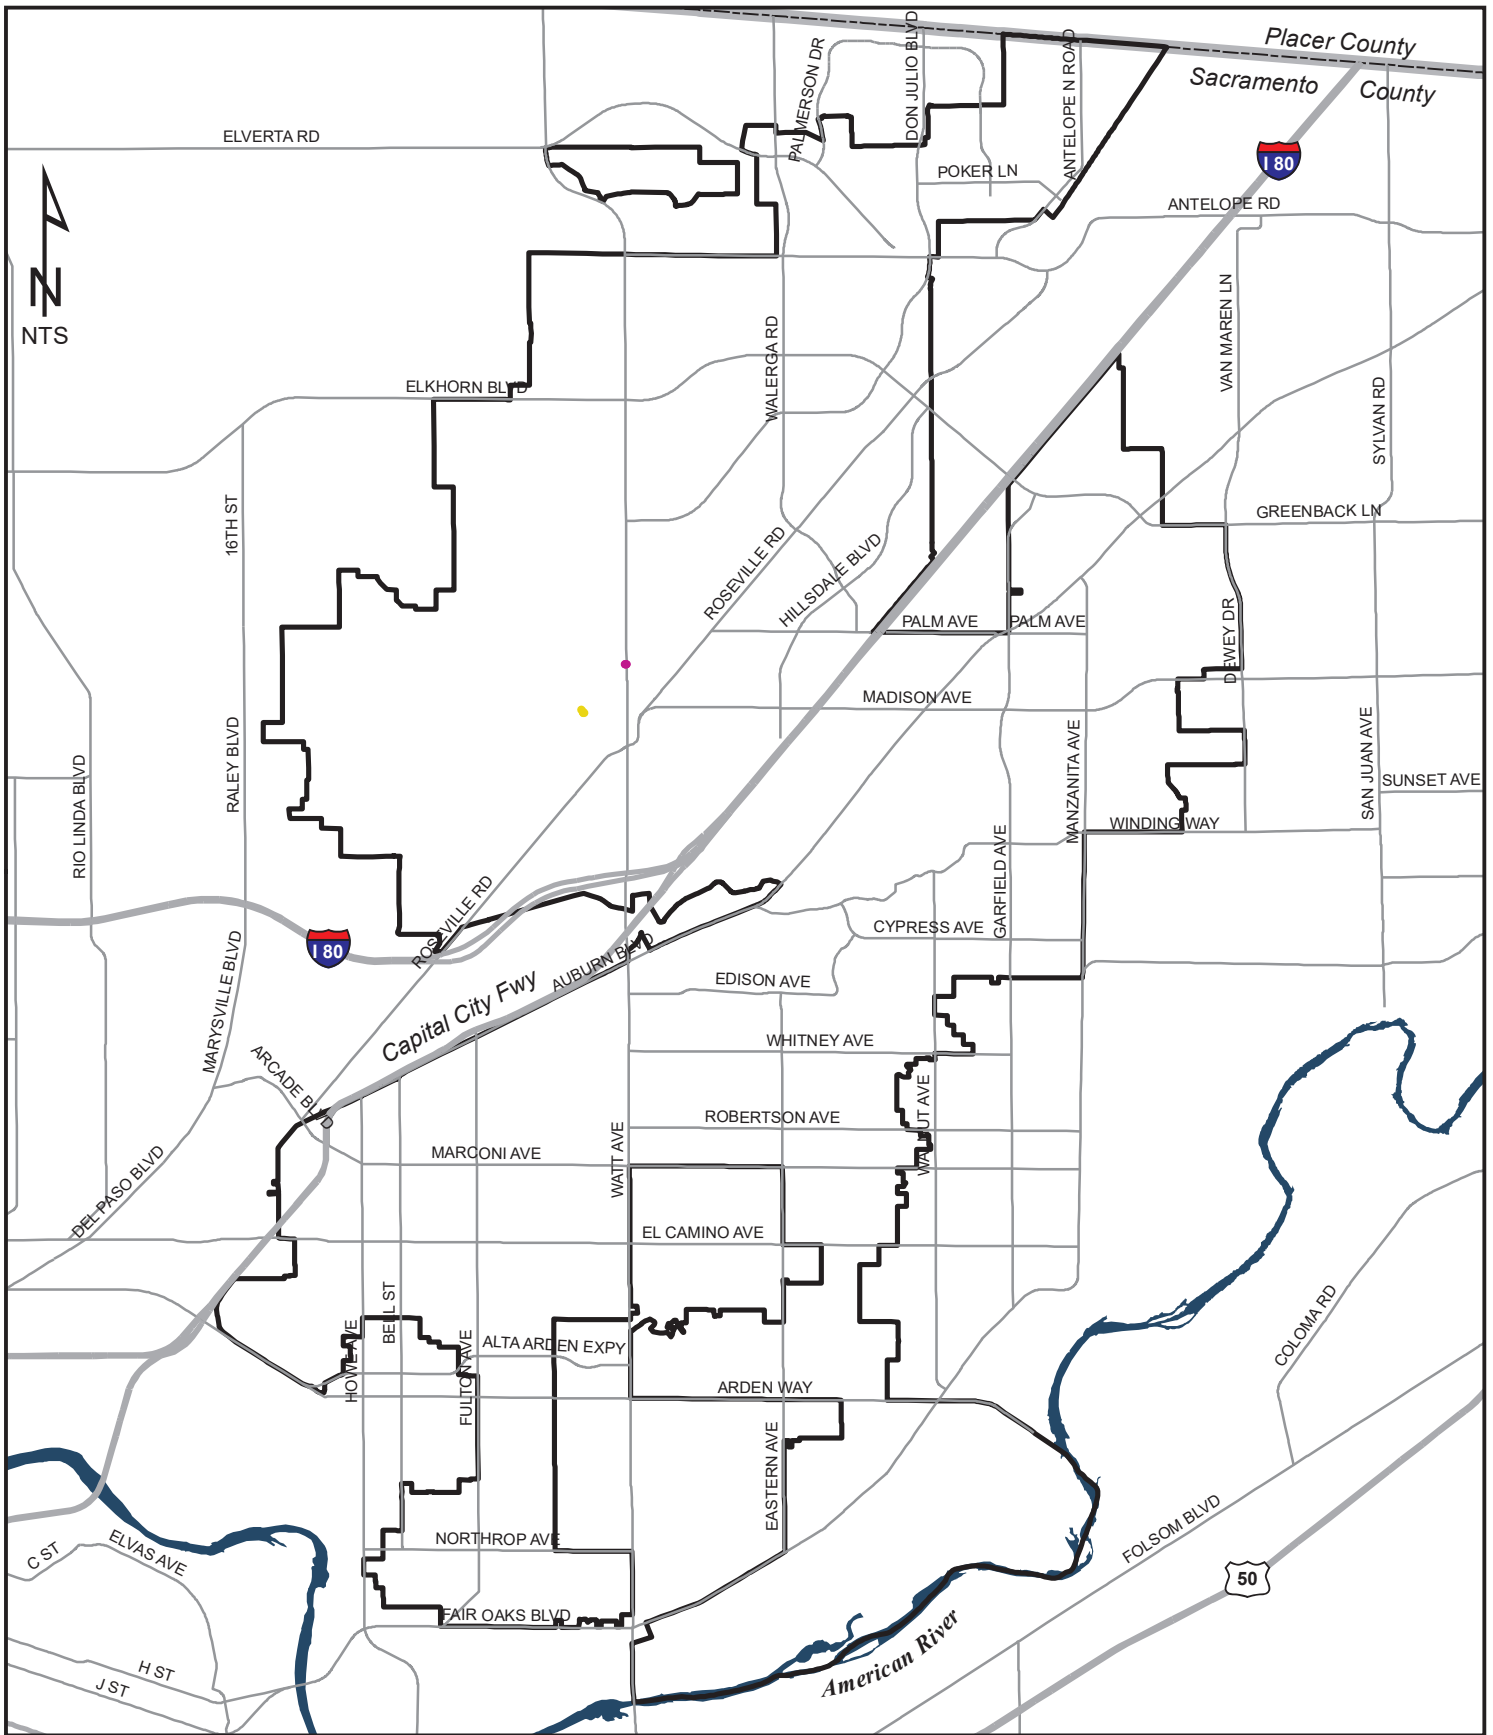 Placer County
Sacramento County
I 80
ELVERTA RD
PALMERSON DR
DON JULIO BLVD
ANTELOPE N ROAD
POKER LN
ANTELOPE RD
N
NTS
WALERGA RD
VAN MAREN LN
SYLVAN RD
ELKHORN BLVD
16TH ST
GREENBACK LN
ROSEVILLE RD
HILLSDALE BLVD
PALM AVE
PALM AVE
DEWEY DR
MADISON AVE
RALEY BLVD
RIO LINDA BLVD
MANZANITA AVE
SAN JUAN AVE
SUNSET AVE
WINDING WAY
GARFIELD AVE
ROSEVILLE RD
I 80
CYPRESS AVE
AUBURN BLVD
Capital City Fwy
EDISON AVE
MARYSVILLE BLVD
WHITNEY AVE
ARCADE BLVD
WALNUT AVE
ROBERTSON AVE
WATT AVE
MARCONI AVE
DEL PASO BLVD
EL CAMINO AVE
BELL ST
HOWE AVE
FULTON AVE
ALTA ARDEN EXPY
COLOMA RD
ARDEN WAY
EASTERN AVE
NORTHROP AVE
FOLSOM BLVD
C ST
ELVAS AVE
50
FAIR OAKS BLVD
American River
H ST
J ST